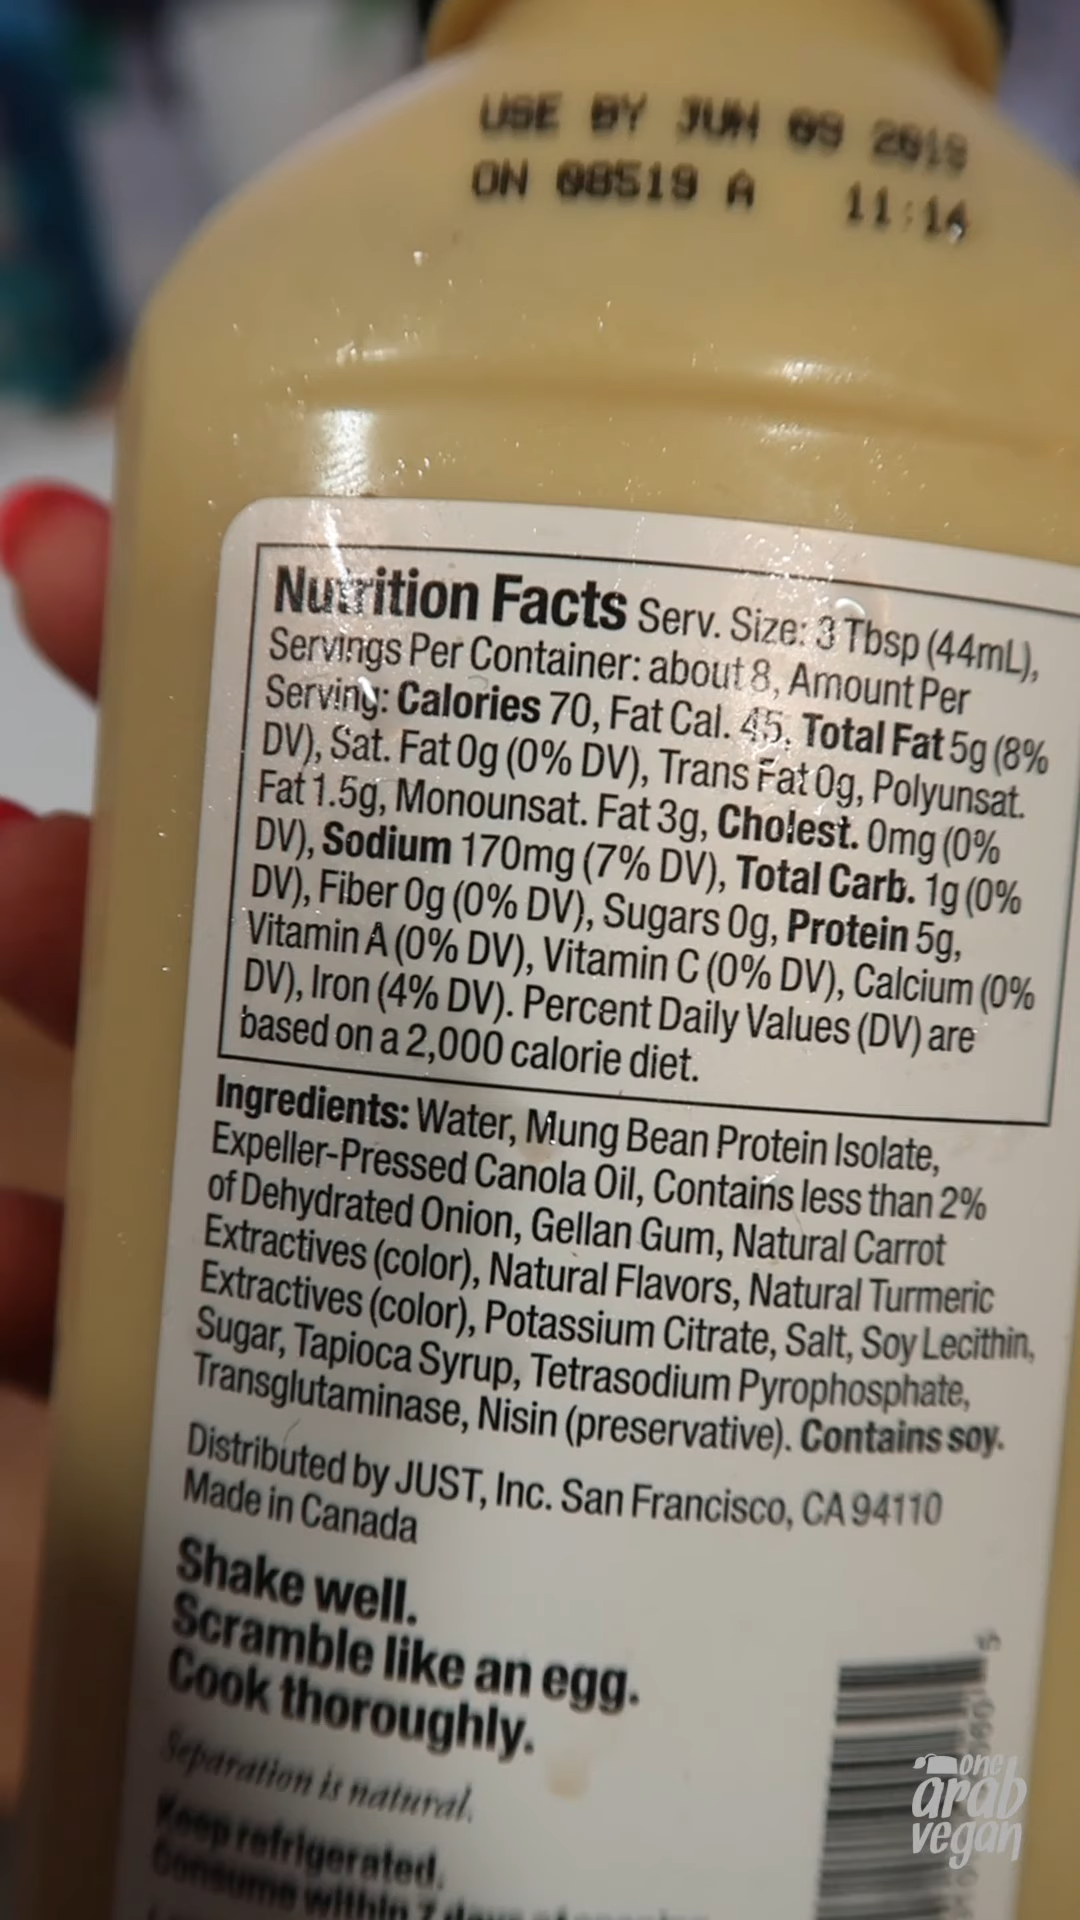 USE BY JUN 09 2019
ON 08519 A 11:14
Nutrition Facts Serv. Size: 3 Tbsp (44mL),
Servings Per Container: about 8, Amount Per
Serving: Calories 70, Fat Cal. 45, Total Fat 5g (8%
DV), Sat. Fat 0g (0% DV), Trans Fat 0g, Polyunsat.
Fat 1.5g, Monounsat. Fat 3g, Cholest. 0mg (0%
DV), Sodium 170mg (7% DV), Total Carb. 1g (0%
DV), Fiber 0g (0% DV), Sugars 0g, Protein 5g,
Vitamin A (0% DV), Vitamin C (0% DV), Calcium (0%
DV), Iron (4% DV). Percent Daily Values (DV) are
based on a 2,000 calorie diet.
Ingredients: Water, Mung Bean Protein Isolate,
Expeller-Pressed Canola Oil, Contains less than 2%
of Dehydrated Onion, Gellan Gum, Natural Carrot
Extractives (color), Natural Flavors, Natural Turmeric
Extractives (color), Potassium Citrate, Salt, Soy Lecithin,
Sugar, Tapioca Syrup, Tetrasodium Pyrophosphate,
Transglutaminase, Nisin (preservative). Contains soy.
Distributed by JUST, Inc. San Francisco, CA 94110
Made in Canada
Shake well.
Scramble like an egg.
Cook thoroughly.
Separation is natural.
Keep refrigerated.
Consume within 7 days of
one
arab
vegan